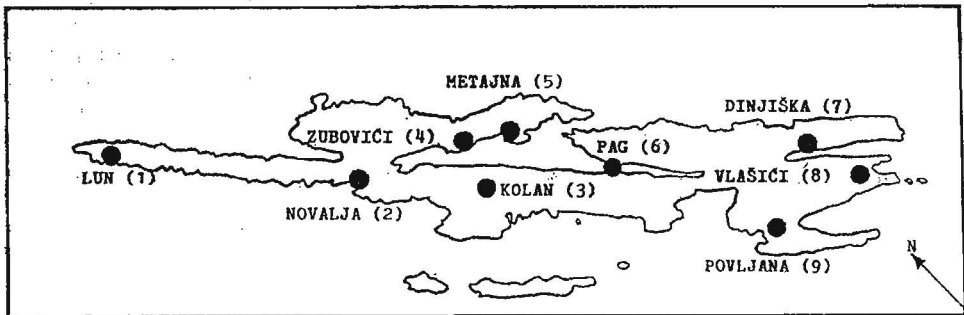 METAJNA (5)
DINJIŠKA (7)
ZUBOVIĆI (4)
PAG (6)
LUN (1)
VLAŠIĆI (8)
KOLAN (3)
NOVALJA (2)
N
POVLJANA (9)